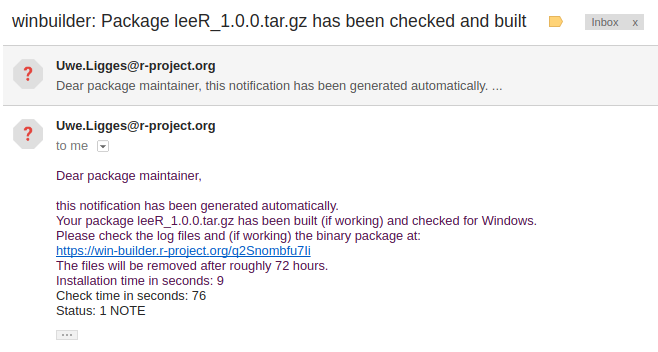 winbuilder: Package leeR_1.0.0.tar.gz has been checked and built
Inbox x
?
Uwe.Ligges@r-project.org
Dear package maintainer, this notification has been generated automatically. ...
?
Uwe.Ligges@r-project.org
to me
Dear package maintainer,
this notification has been generated automatically.
Your package leeR_1.0.0.tar.gz has been built (if working) and checked for Windows.
Please check the log files and (if working) the binary package at:
https://win-builder.r-project.org/q2Snombfu7Ii
The files will be removed after roughly 72 hours.
Installation time in seconds: 9
Check time in seconds: 76
Status: 1 NOTE
...